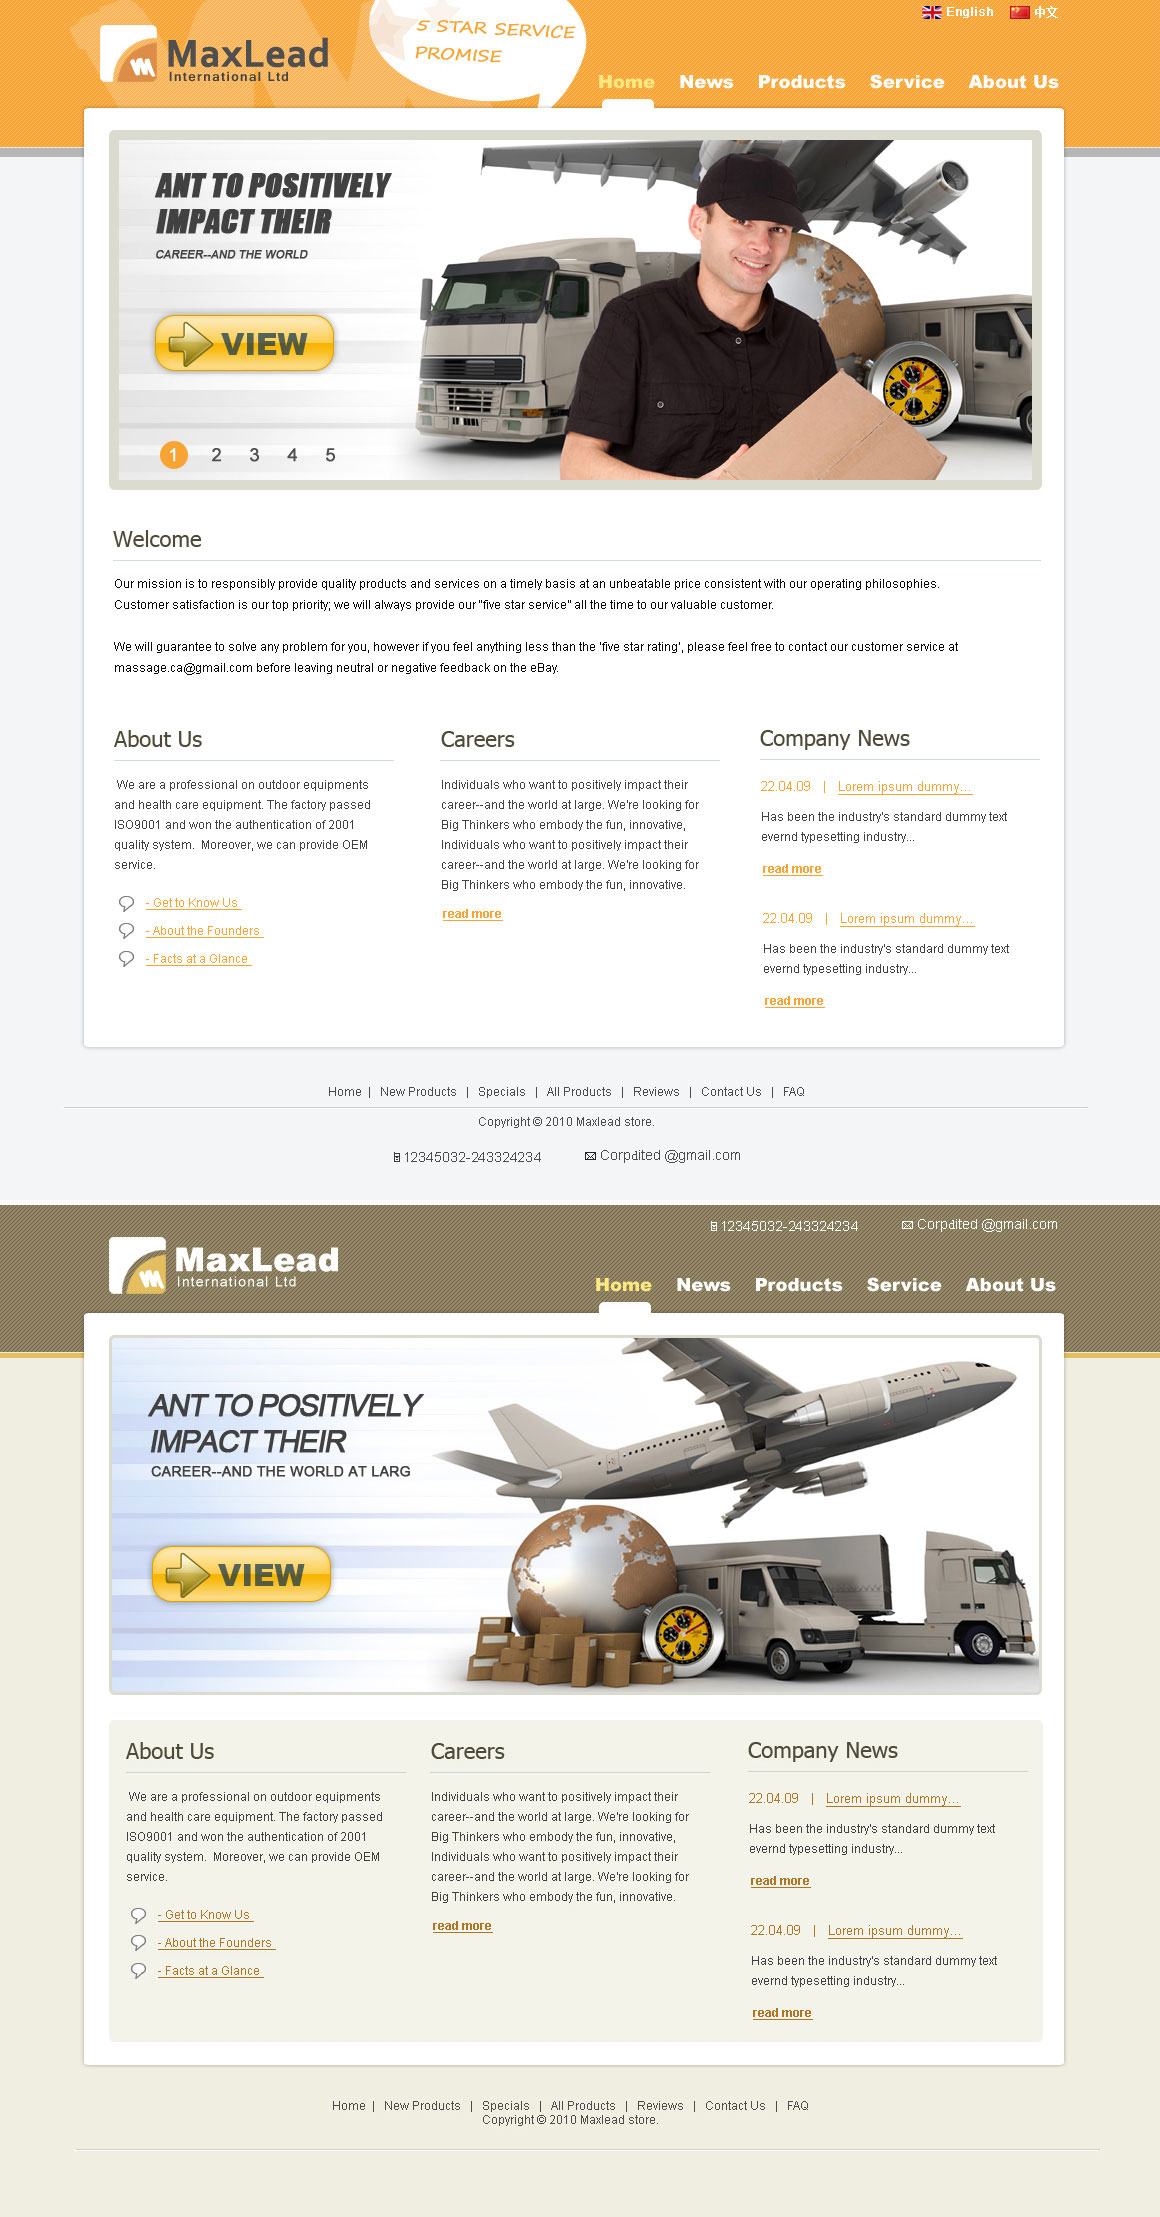 English 中文
5 STAR SERVICE
PROMISE
MaxLead
International Ltd
Home News Products Service About Us
ANT TO POSITIVELY
IMPACT THEIR
CAREER--AND THE WORLD
VIEW
1 2 3 4 5
Welcome
Our mission is to responsibly provide quality products and services on a timely basis at an unbeatable price consistent with our operating philosophies.
Customer satisfaction is our top priority; we will always provide our "five star service" all the time to our valuable customer.
We will guarantee to solve any problem for you, however if you feel anything less than the 'five star rating', please feel free to contact our customer service at
massage.ca@gmail.com before leaving neutral or negative feedback on the eBay.
About Us
We are a professional on outdoor equipments
and health care equipment. The factory passed
ISO9001 and won the authentication of 2001
quality system. Moreover, we can provide OEM
service.
- Get to Know Us
- About the Founders
- Facts at a Glance
Careers
Individuals who want to positively impact their
career--and the world at large. We're looking for
Big Thinkers who embody the fun, innovative,
Individuals who want to positively impact their
career--and the world at large. We're looking for
Big Thinkers who embody the fun, innovative.
read more
Company News
22.04.09 | Lorem ipsum dummy...
Has been the industry's standard dummy text
evernd typesetting industry...
read more
22.04.09 | Lorem ipsum dummy...
Has been the industry's standard dummy text
evernd typesetting industry...
read more
Home | New Products | Specials | All Products | Reviews | Contact Us | FAQ
Copyright © 2010 Maxlead store.
12345032-243324234 Corpdited @gmail.com
12345032-243324234 Corpdited @gmail.com
MaxLead
International Ltd
Home News Products Service About Us
ANT TO POSITIVELY
IMPACT THEIR
CAREER--AND THE WORLD AT LARG
VIEW
About Us
We are a professional on outdoor equipments
and health care equipment. The factory passed
ISO9001 and won the authentication of 2001
quality system. Moreover, we can provide OEM
service.
- Get to Know Us
- About the Founders
- Facts at a Glance
Careers
Individuals who want to positively impact their
career--and the world at large. We're looking for
Big Thinkers who embody the fun, innovative,
Individuals who want to positively impact their
career--and the world at large. We're looking for
Big Thinkers who embody the fun, innovative.
read more
Company News
22.04.09 | Lorem ipsum dummy...
Has been the industry's standard dummy text
evernd typesetting industry...
read more
22.04.09 | Lorem ipsum dummy...
Has been the industry's standard dummy text
evernd typesetting industry...
read more
Home | New Products | Specials | All Products | Reviews | Contact Us | FAQ
Copyright © 2010 Maxlead store.